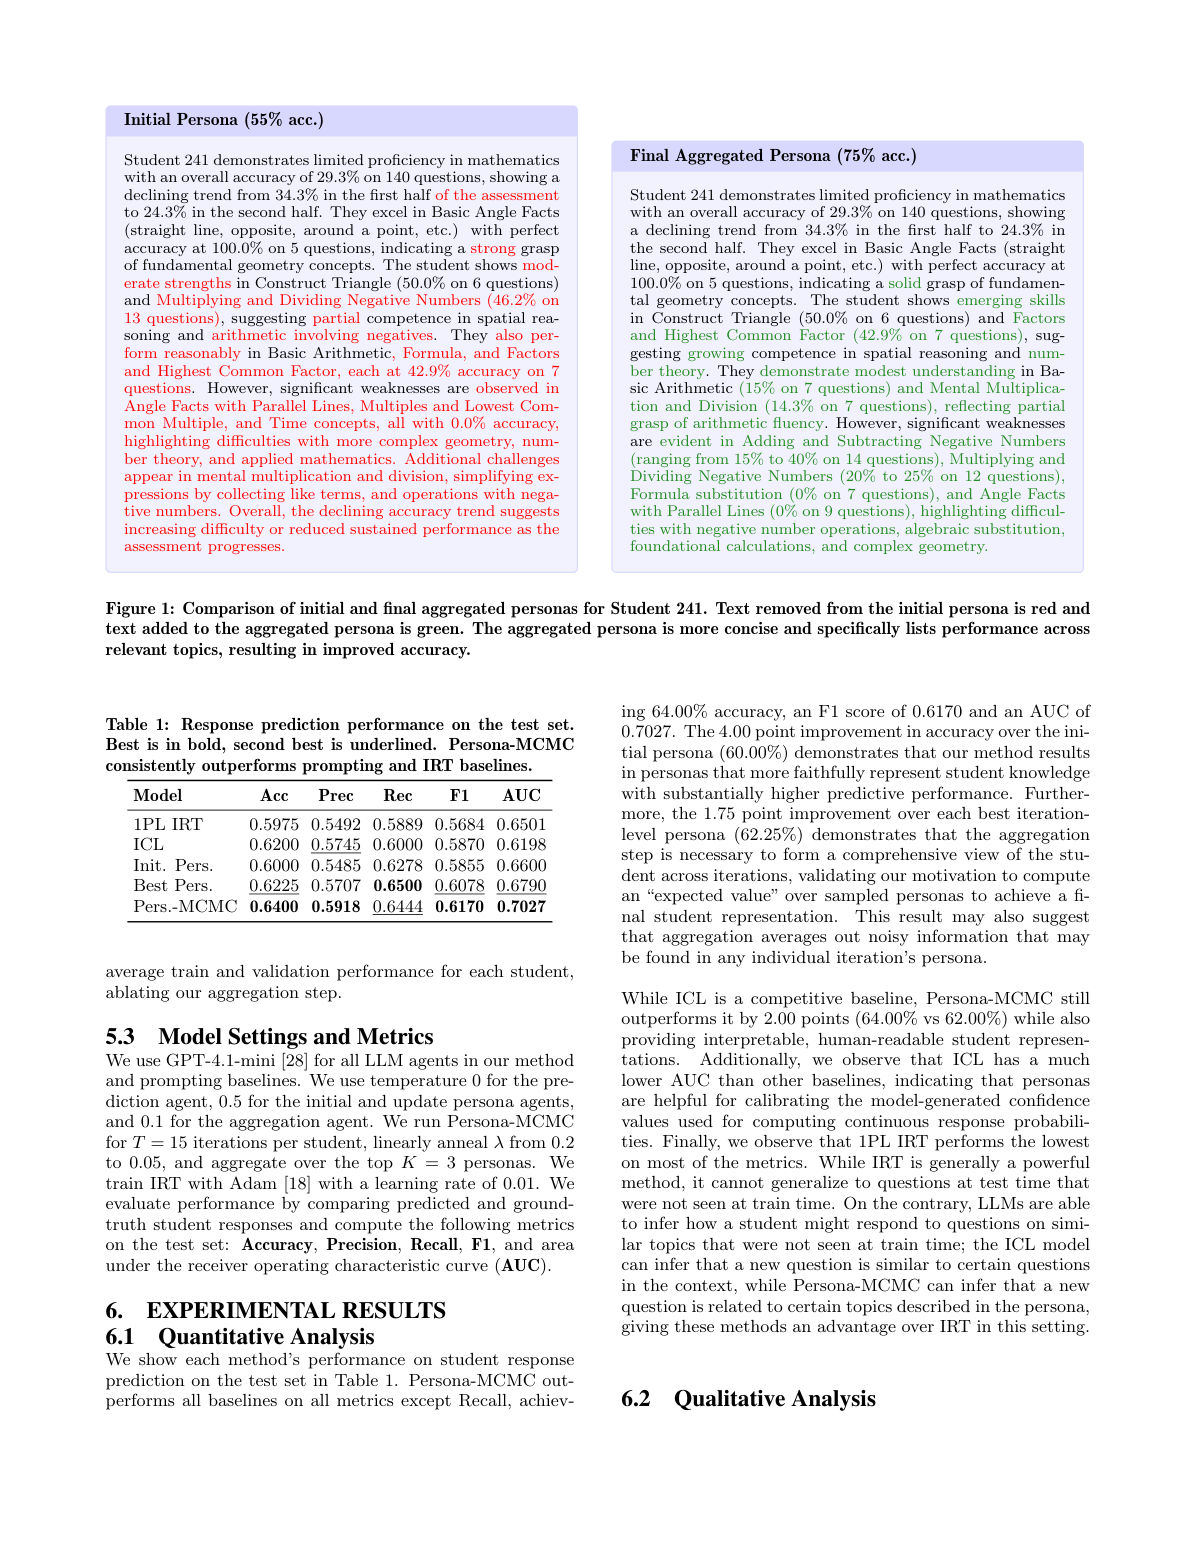 Initial Persona (55% acc.)
Student 241 demonstrates limited proficiency in mathematics
with an overall accuracy of 29.3% on 140 questions, showing a
declining trend from 34.3% in the first half of the assessment
to 24.3% in the second half. They excel in Basic Angle Facts
(straight line, opposite, around a point, etc.) with perfect
accuracy at 100.0% on 5 questions, indicating a strong grasp
of fundamental geometry concepts. The student shows mod-
erate strengths in Construct Triangle (50.0% on 6 questions)
and Multiplying and Dividing Negative Numbers (46.2% on
13 questions), suggesting partial competence in spatial rea-
soning and arithmetic involving negatives. They also per-
form reasonably in Basic Arithmetic, Formula, and Factors
and Highest Common Factor, each at 42.9% accuracy on 7
questions. However, significant weaknesses are observed in
Angle Facts with Parallel Lines, Multiples and Lowest Com-
mon Multiple, and Time concepts, all with 0.0% accuracy,
highlighting difficulties with more complex geometry, num-
ber theory, and applied mathematics. Additional challenges
appear in mental multiplication and division, simplifying ex-
pressions by collecting like terms, and operations with nega-
tive numbers. Overall, the declining accuracy trend suggests
increasing difficulty or reduced sustained performance as the
assessment progresses.
Final Aggregated Persona (75% acc.)
Student 241 demonstrates limited proficiency in mathematics
with an overall accuracy of 29.3% on 140 questions, showing
a declining trend from 34.3% in the first half to 24.3% in
the second half. They excel in Basic Angle Facts (straight
line, opposite, around a point, etc.) with perfect accuracy at
100.0% on 5 questions, indicating a solid grasp of fundamen-
tal geometry concepts. The student shows emerging skills
in Construct Triangle (50.0% on 6 questions) and Factors
and Highest Common Factor (42.9% on 7 questions), sug-
gesting growing competence in spatial reasoning and num-
ber theory. They demonstrate modest understanding in Ba-
sic Arithmetic (15% on 7 questions) and Mental Multiplica-
tion and Division (14.3% on 7 questions), reflecting partial
grasp of arithmetic fluency. However, significant weaknesses
are evident in Adding and Subtracting Negative Numbers
(ranging from 15% to 40% on 14 questions), Multiplying and
Dividing Negative Numbers (20% to 25% on 12 questions),
Formula substitution (0% on 7 questions), and Angle Facts
with Parallel Lines (0% on 9 questions), highlighting difficul-
ties with negative number operations, algebraic substitution,
foundational calculations, and complex geometry.
Figure 1: Comparison of initial and final aggregated personas for Student 241. Text removed from the initial persona is red and
text added to the aggregated persona is green. The aggregated persona is more concise and specifically lists performance across
relevant topics, resulting in improved accuracy.
Table 1: Response prediction performance on the test set.
Best is in bold, second best is underlined. Persona-MCMC
consistently outperforms prompting and IRT baselines.
Model Acc Prec Rec F1 AUC
1PL IRT 0.5975 0.5492 0.5889 0.5684 0.6501
ICL 0.6200 0.5745 0.6000 0.5870 0.6198
Init. Pers. 0.6000 0.5485 0.6278 0.5855 0.6600
Best Pers. 0.6225 0.5707 0.6500 0.6078 0.6790
Pers.-MCMC 0.6400 0.5918 0.6444 0.6170 0.7027
average train and validation performance for each student,
ablating our aggregation step.
5.3 Model Settings and Metrics
We use GPT-4.1-mini [28] for all LLM agents in our method
and prompting baselines. We use temperature 0 for the pre-
diction agent, 0.5 for the initial and update persona agents,
and 0.1 for the aggregation agent. We run Persona-MCMC
for T = 15 iterations per student, linearly anneal λ from 0.2
to 0.05, and aggregate over the top K = 3 personas. We
train IRT with Adam [18] with a learning rate of 0.01. We
evaluate performance by comparing predicted and ground-
truth student responses and compute the following metrics
on the test set: Accuracy, Precision, Recall, F1, and area
under the receiver operating characteristic curve (AUC).
6. EXPERIMENTAL RESULTS
6.1 Quantitative Analysis
We show each method's performance on student response
prediction on the test set in Table 1. Persona-MCMC out-
performs all baselines on all metrics except Recall, achiev-
ing 64.00% accuracy, an F1 score of 0.6170 and an AUC of
0.7027. The 4.00 point improvement in accuracy over the ini-
tial persona (60.00%) demonstrates that our method results
in personas that more faithfully represent student knowledge
with substantially higher predictive performance. Further-
more, the 1.75 point improvement over each best iteration-
level persona (62.25%) demonstrates that the aggregation
step is necessary to form a comprehensive view of the stu-
dent across iterations, validating our motivation to compute
an “expected value” over sampled personas to achieve a fi-
nal student representation. This result may also suggest
that aggregation averages out noisy information that may
be found in any individual iteration's persona.
While ICL is a competitive baseline, Persona-MCMC still
outperforms it by 2.00 points (64.00% vs 62.00%) while also
providing interpretable, human-readable student represen-
tations. Additionally, we observe that ICL has a much
lower AUC than other baselines, indicating that personas
are helpful for calibrating the model-generated confidence
values used for computing continuous response probabili-
ties. Finally, we observe that 1PL IRT performs the lowest
on most of the metrics. While IRT is generally a powerful
method, it cannot generalize to questions at test time that
were not seen at train time. On the contrary, LLMs are able
to infer how a student might respond to questions on simi-
lar topics that were not seen at train time; the ICL model
can infer that a new question is similar to certain questions
in the context, while Persona-MCMC can infer that a new
question is related to certain topics described in the persona,
giving these methods an advantage over IRT in this setting.
6.2 Qualitative Analysis